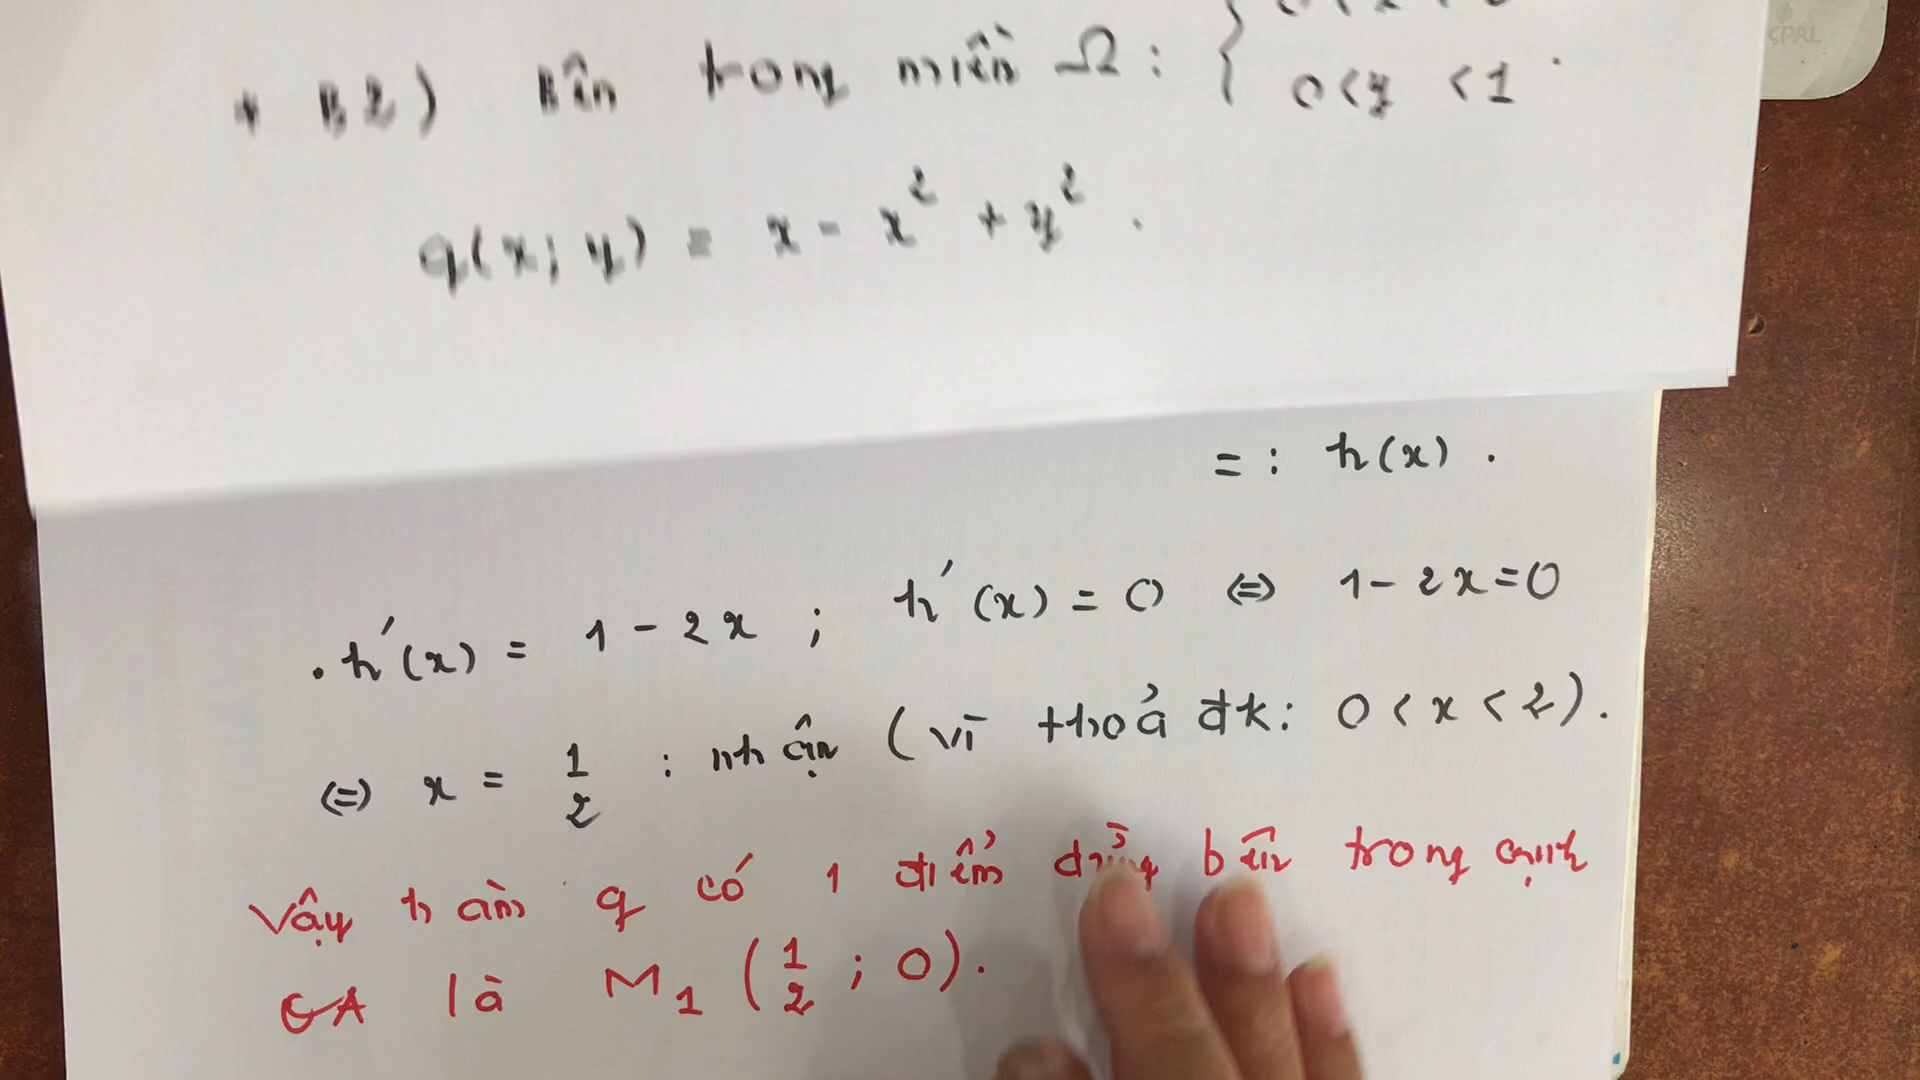 + B2) Bên trong miền Ω : {
0 < y < 1 .
q(x; y) = x - x² + y² .
=: h(x) .
. h'(x) = 1 - 2x ; h'(x) = 0 ⇔ 1 - 2x = 0
⇔ x = 1/2 : nhận (vì thoả đk: 0 < x < 2).
Vậy hàm q có 1 điểm dừng bên trong cạnh
OA là M₁ (1/2 ; 0).